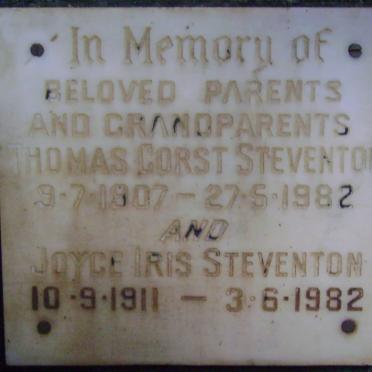 In Memory of
BELOVED PARENTS
AND GRANDPARENTS
THOMAS GORST STEVENTON
9-7-1907 - 27-5-1982
AND
JOYCE IRIS STEVENTON
10.9.1911 - 3.6.1982